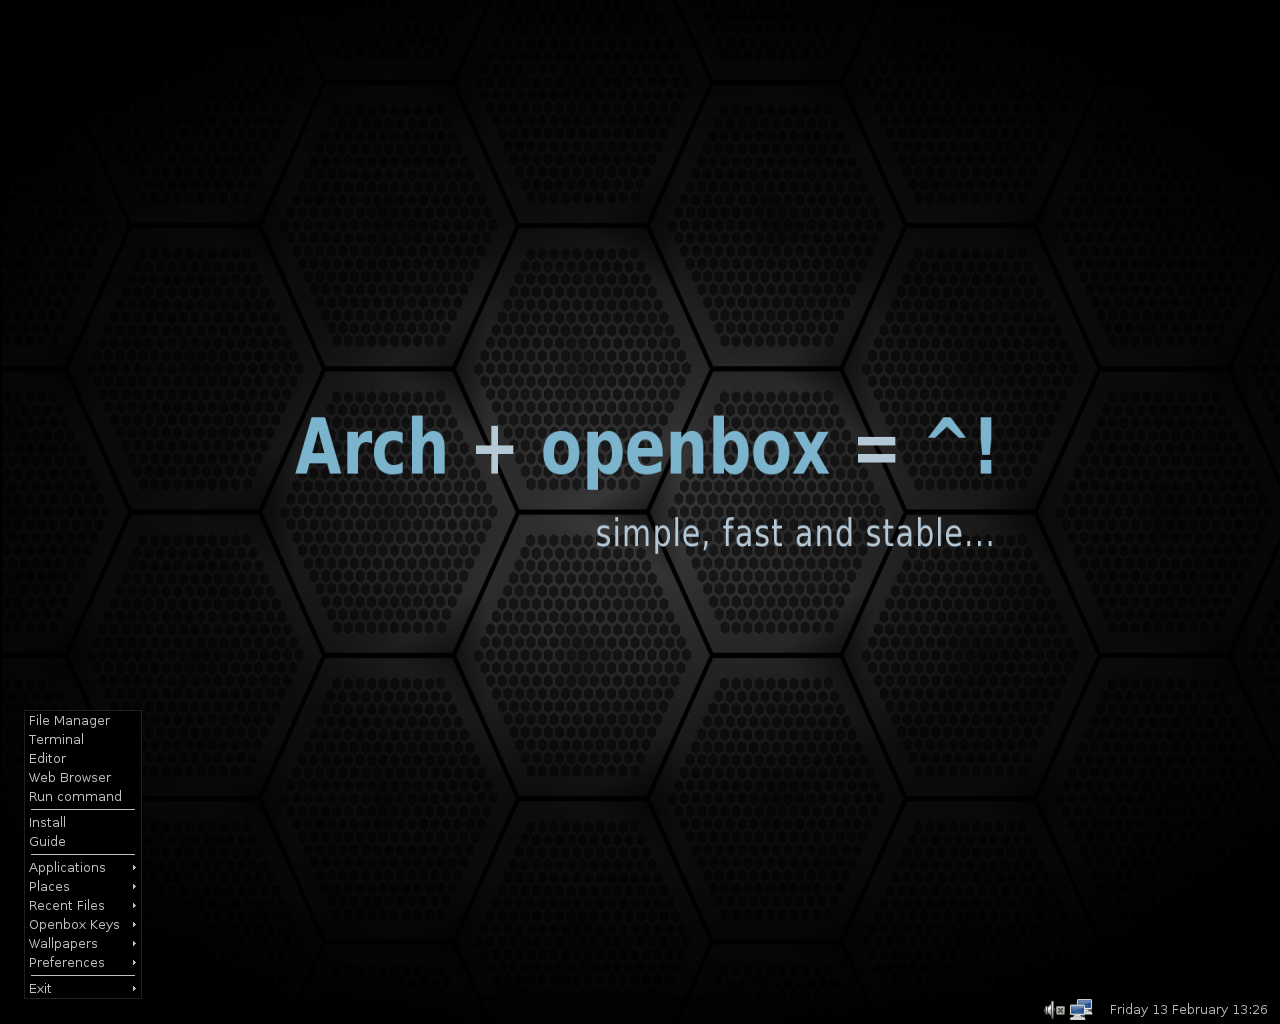 Arch + openbox = ^!
simple, fast and stable...
File Manager
Terminal
Editor
Web Browser
Run command
Install
Guide
Applications
Places
Recent Files
Openbox Keys
Wallpapers
Preferences
Exit
Friday 13 February 13:26